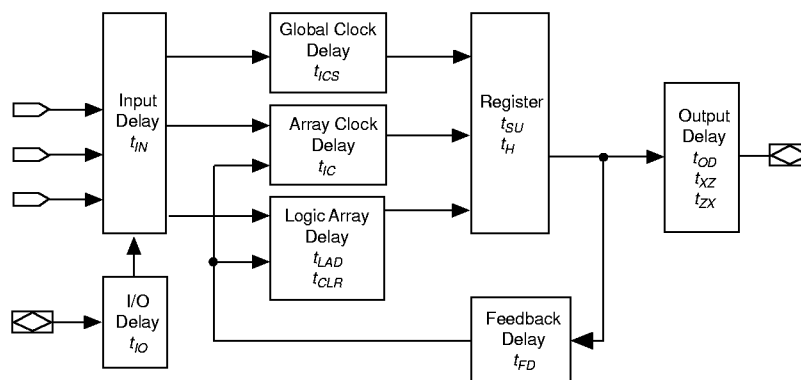 Global Clock
Delay
tICS
Input
Delay
tIN
Array Clock
Delay
tIC
Register
tSU
tH
Output
Delay
tOD
tXZ
tZX
Logic Array
Delay
tLAD
tCLR
I/O
Delay
tIO
Feedback
Delay
tFD